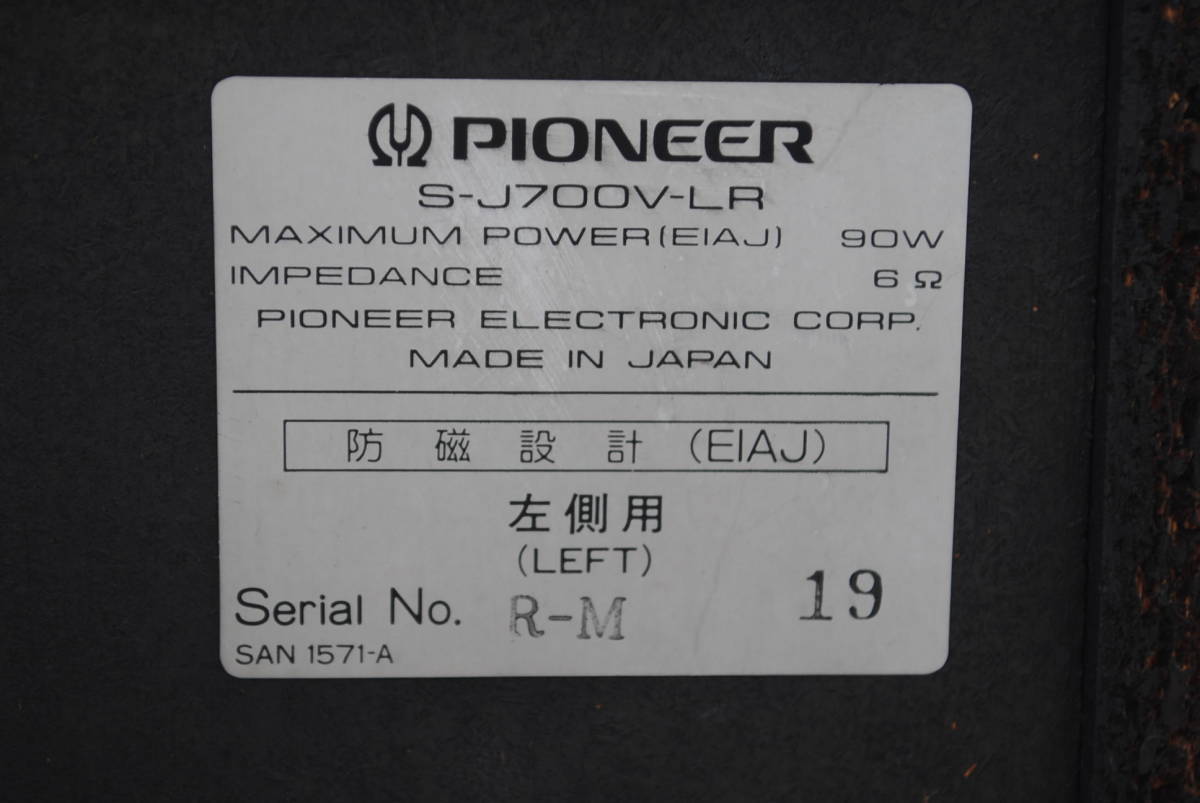 PIONEER
S-J700V-LR
MAXIMUM POWER(EIAJ) 90W
IMPEDANCE 6 Ω
PIONEER ELECTRONIC CORP.
MADE IN JAPAN
防磁設計 (EIAJ)
左側用
(LEFT)
Serial No. R-M 19
SAN 1571-A